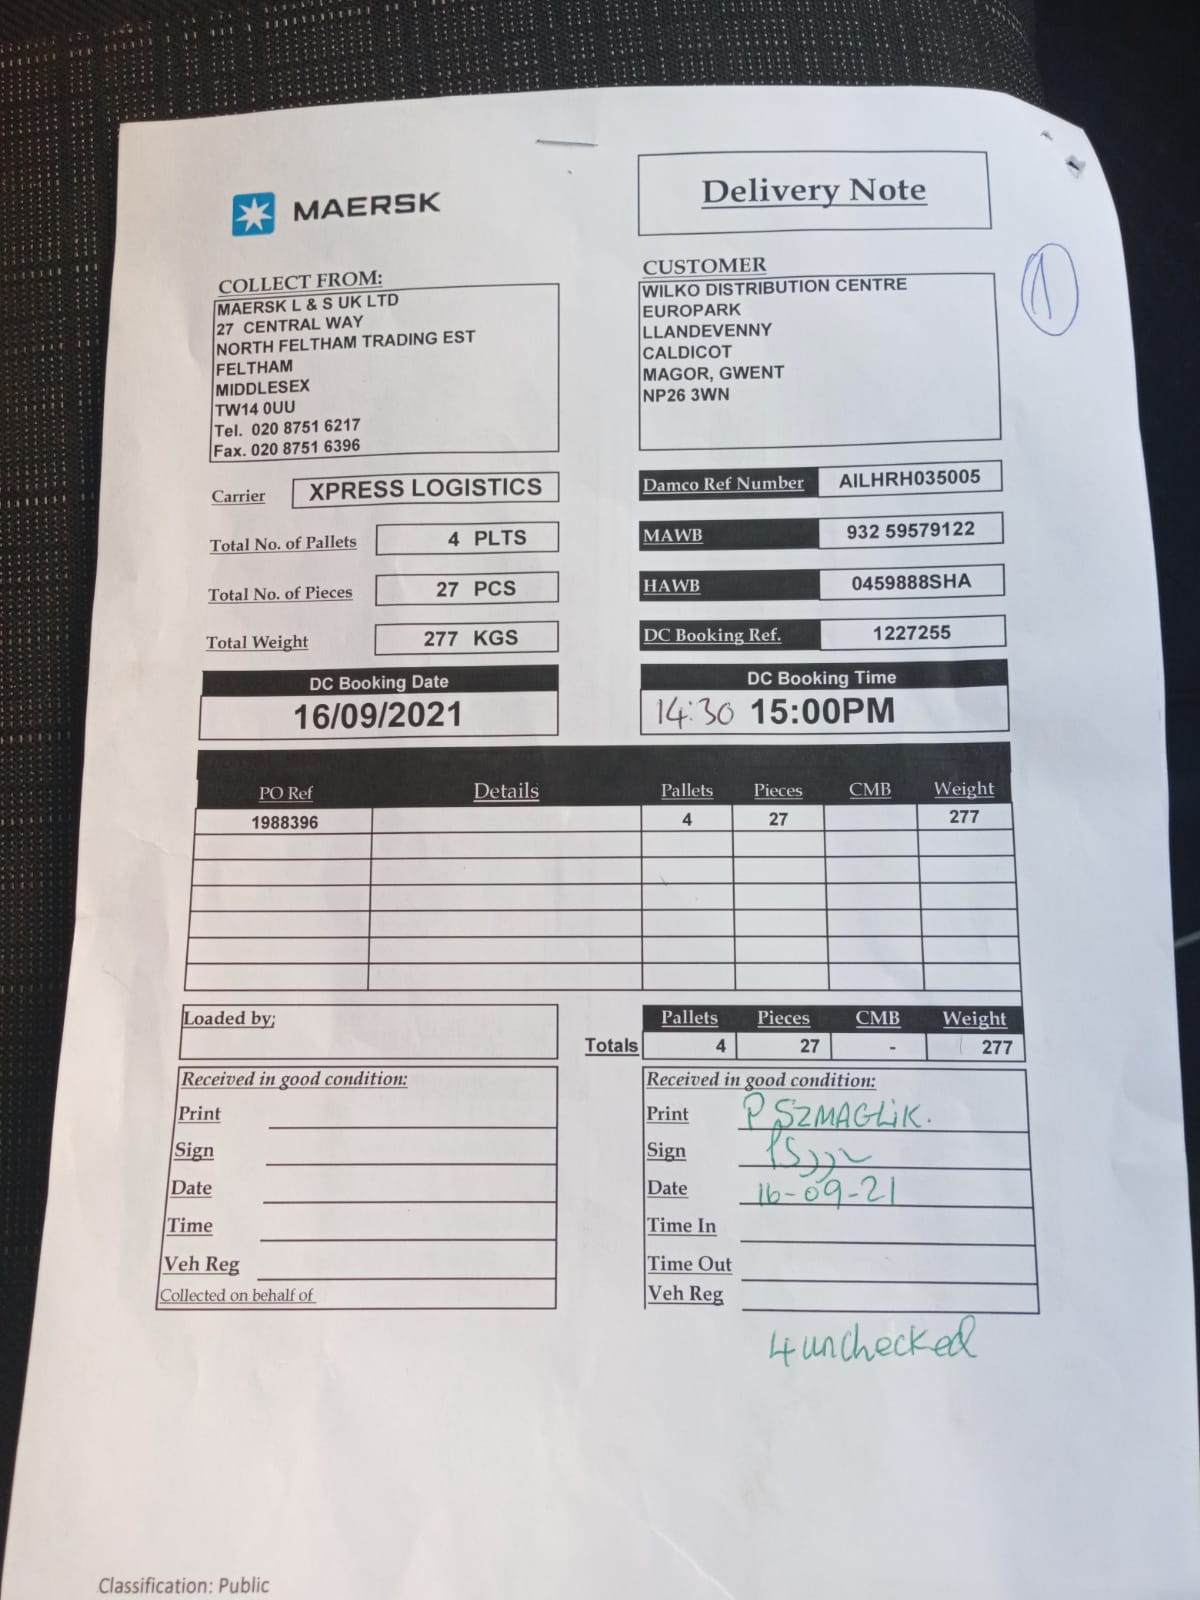 MAERSK
Delivery Note
1
COLLECT FROM:
MAERSK L & S UK LTD
27 CENTRAL WAY
NORTH FELTHAM TRADING EST
FELTHAM
MIDDLESEX
TW14 0UU
Tel. 020 8751 6217
Fax. 020 8751 6396
CUSTOMER
WILKO DISTRIBUTION CENTRE
EUROPARK
LLANDEVENNY
CALDICOT
MAGOR, GWENT
NP26 3WN
Carrier XPRESS LOGISTICS
Total No. of Pallets 4 PLTS
Total No. of Pieces 27 PCS
Total Weight 277 KGS
Damco Ref Number AILHRH035005
MAWB 932 59579122
HAWB 0459888SHA
DC Booking Ref. 1227255
DC Booking Date
16/09/2021
DC Booking Time
14:30 15:00PM
PO Ref Details Pallets Pieces CMB Weight
1988396 4 27 277
Loaded by;
Pallets Pieces CMB Weight
Totals 4 27 - 277
Received in good condition:
Print
Sign
Date
Time
Veh Reg
Collected on behalf of
Received in good condition:
Print P SZMAGLIK.
Sign
Date 16-09-21
Time In
Time Out
Veh Reg
4 unchecked
Classification: Public